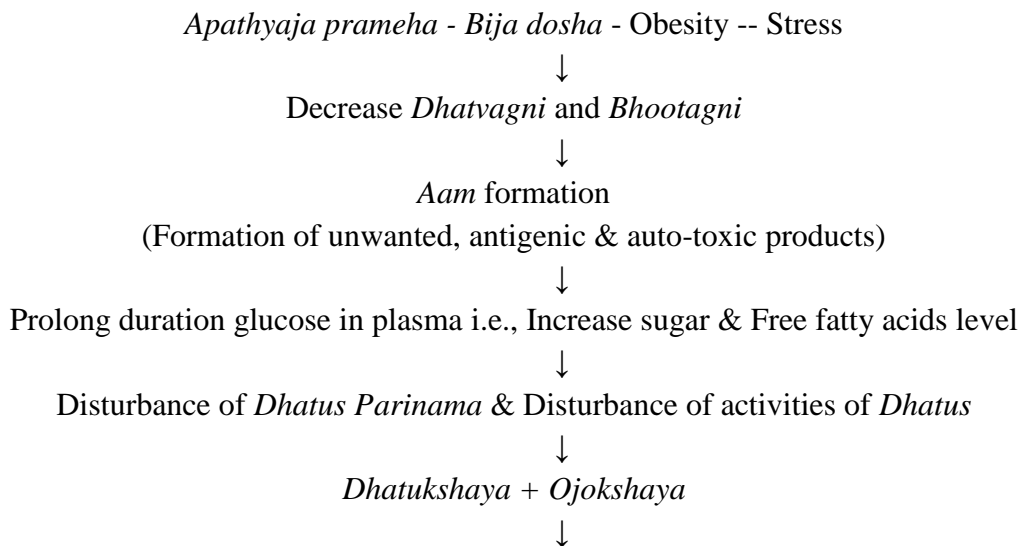 Apathyaja prameha - Bija dosha - Obesity -- Stress
↓
Decrease Dhatvagni and Bhootagni
↓
Aam formation
(Formation of unwanted, antigenic & auto-toxic products)
↓
Prolong duration glucose in plasma i.e., Increase sugar & Free fatty acids level
↓
Disturbance of Dhatus Parinama & Disturbance of activities of Dhatus
↓
Dhatukshaya + Ojokshaya
↓